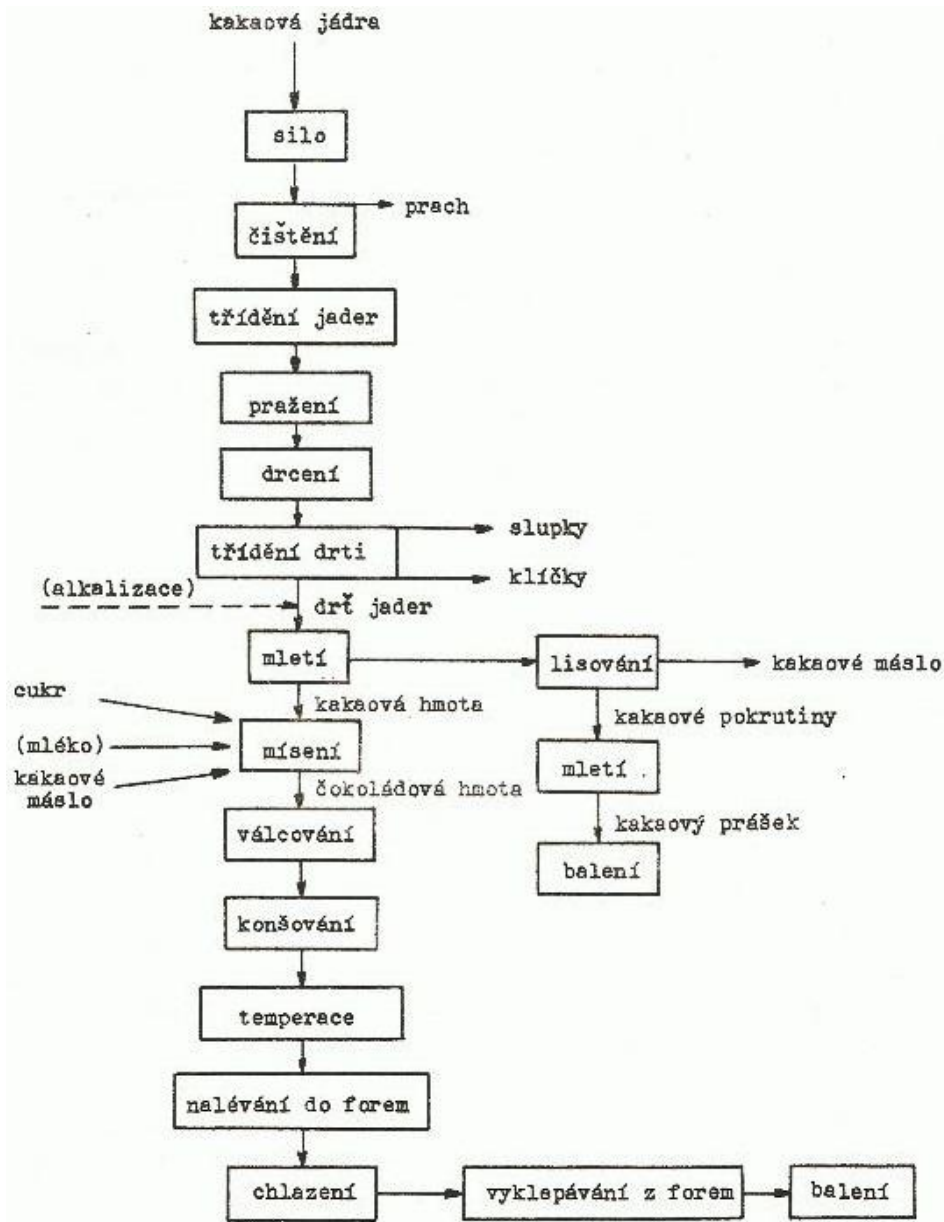 kakaová jádra
silo
prach
čištění
třídění jader
pražení
drcení
slupky
třídění drti
klíčky
(alkalizace)
drť jader
mletí
lisování
kakaové máslo
cukr
kakaová hmota
kakaové pokrutiny
(mléko)
mísení
mletí
kakaové
máslo
čokoládová hmota
kakaový prášek
válcování
balení
konšování
temperace
nalévání do forem
chlazení
vyklepávání z forem
balení